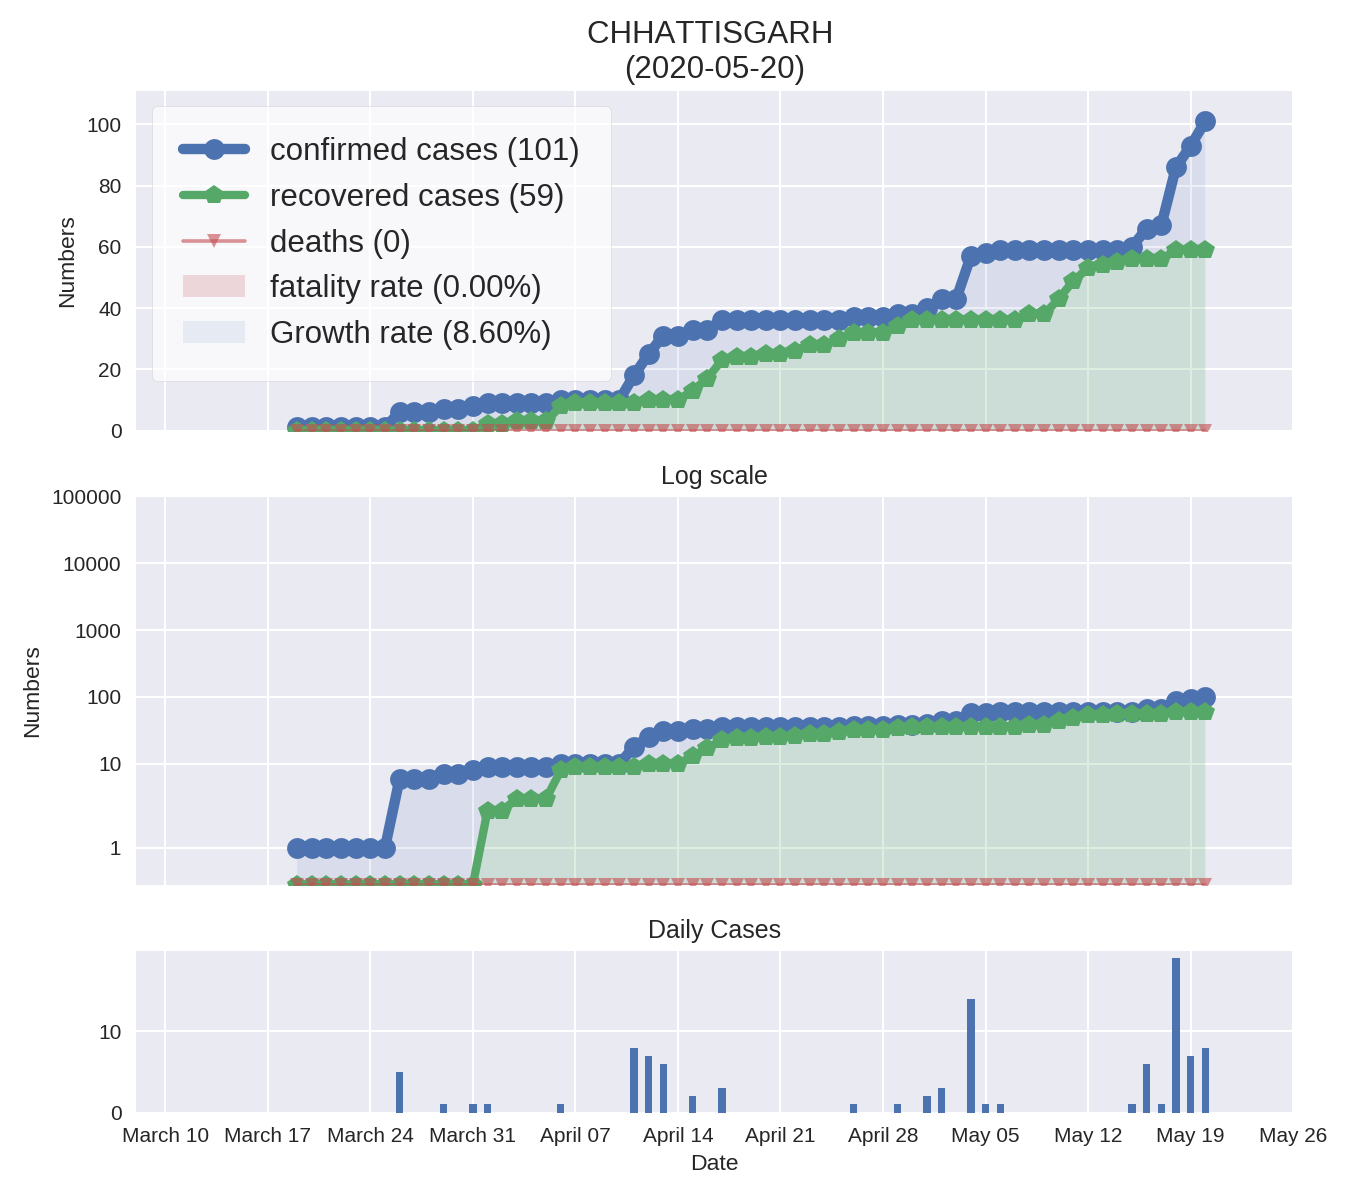 CHHATTISGARH
(2020-05-20)
100
80
60
40
20
0
Numbers
confirmed cases (101)
recovered cases (59)
deaths (0)
fatality rate (0.00%)
Growth rate (8.60%)
Log scale
100000
10000
1000
100
10
1
Numbers
Daily Cases
10
0
March 10 March 17 March 24 March 31 April 07 April 14 April 21 April 28 May 05 May 12 May 19 May 26
Date